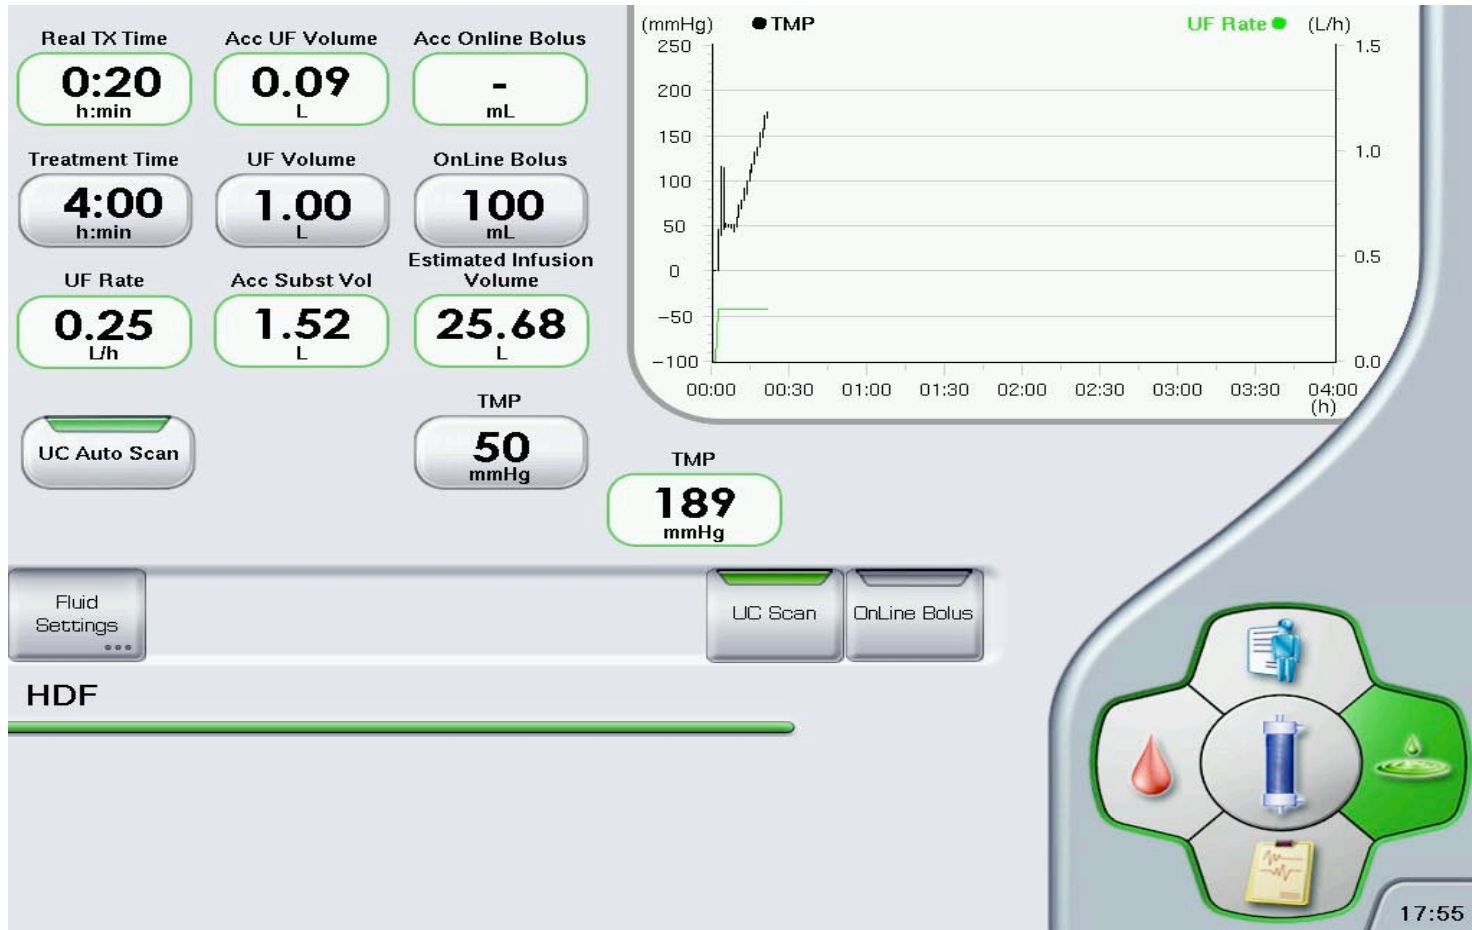 Real TX Time
0:20
h:min
Acc UF Volume
0.09
L
Acc Online Bolus
-
mL
Treatment Time
4:00
h:min
UF Volume
1.00
L
OnLine Bolus
100
mL
UF Rate
0.25
L/h
Acc Subst Vol
1.52
L
Estimated Infusion
Volume
25.68
L
UC Auto Scan
TMP
50
mmHg
TMP
189
mmHg
(mmHg) TMP UF Rate (L/h)
250
200
150
100
50
0
-50
-100
1.5
1.0
0.5
0.0
00:00 00:30 01:00 01:30 02:00 02:30 03:00 03:30 04:00
(h)
Fluid
Settings
UC Scan
OnLine Bolus
HDF
17:55